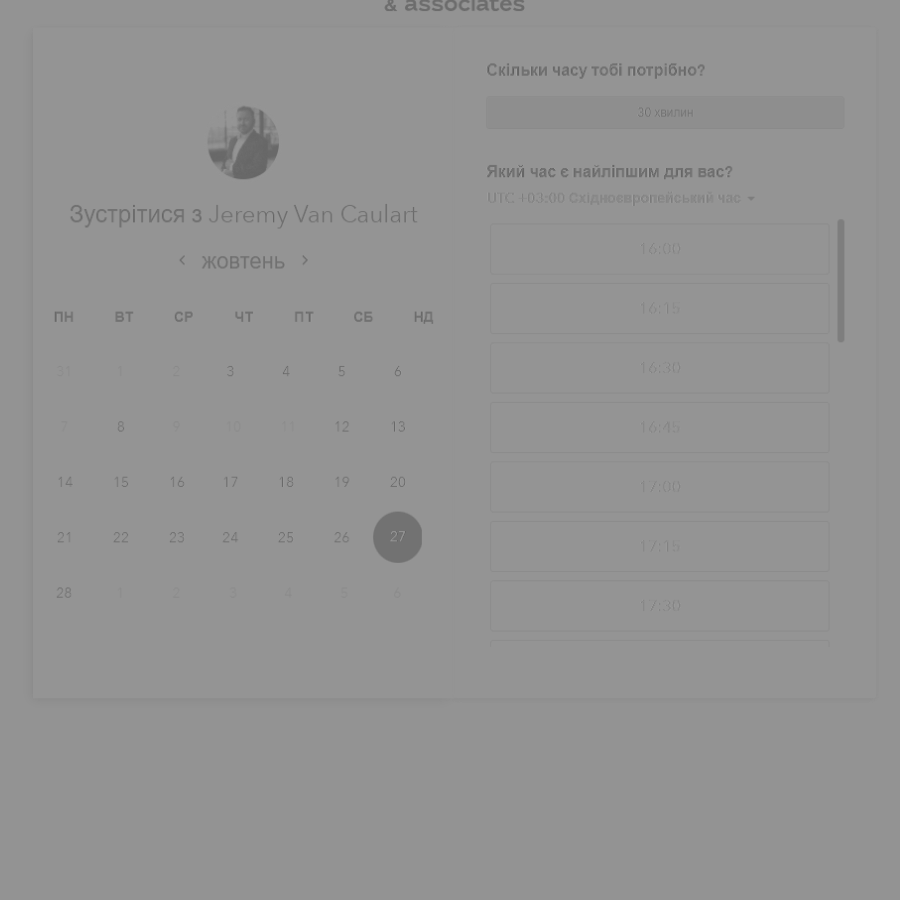 & associates
Зустрітися з Jeremy Van Caulart
жовтень
ПН ВТ СР ЧТ ПТ СБ НД
31 1 2 3 4 5 6
7 8 9 10 11 12 13
14 15 16 17 18 19 20
21 22 23 24 25 26 27
28 1 2 3 4 5 6
Скільки часу тобі потрібно?
30 хвилин
Який час є найліпшим для вас?
UTC +03:00 Східноєвропейський час
16:00
16:15
16:30
16:45
17:00
17:15
17:30